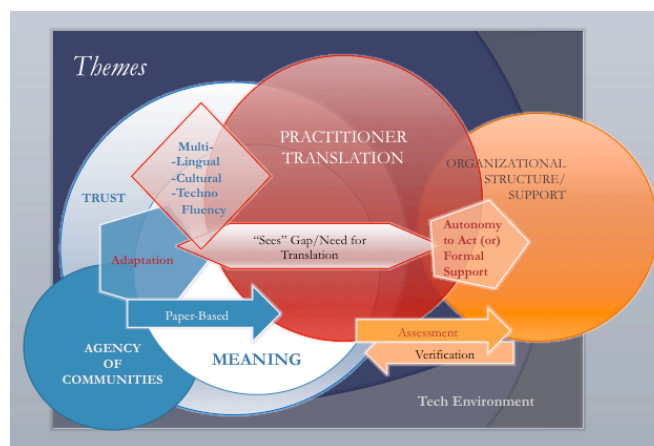 Themes
Multi-
-Lingual
-Cultural
-Techno
Fluency
PRACTITIONER
TRANSLATION
ORGANIZATIONAL
STRUCTURE/
SUPPORT
TRUST
Adaptation
“Sees” Gap/Need for
Translation
Autonomy
to Act (or)
Formal
Support
Paper-Based
Assessment
Verification
AGENCY
OF
COMMUNITIES
MEANING
Tech Environment